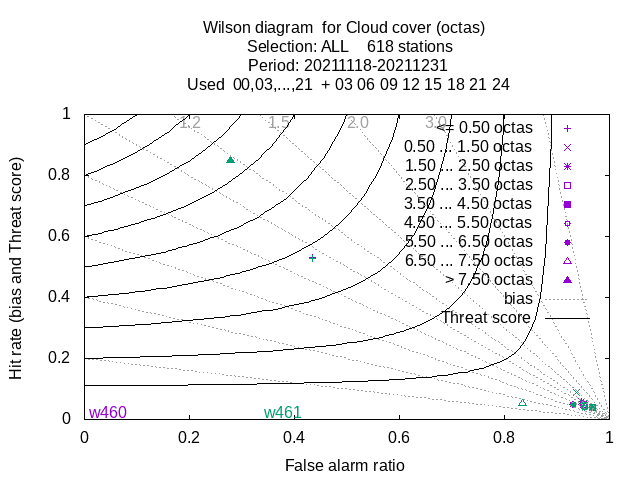 Wilson diagram  for Cloud cover (octas)
Selection: ALL    618 stations
Period: 20211118-20211231
Used  00,03,...,21  + 03 06 09 12 15 18 21 24
Hit rate (bias and Threat score)
1
0.8
0.6
0.4
0.2
0
1.2 1.5 2.0 3.0
<= 0.50 octas
0.50 ... 1.50 octas
1.50 ... 2.50 octas
2.50 ... 3.50 octas
3.50 ... 4.50 octas
4.50 ... 5.50 octas
5.50 ... 6.50 octas
6.50 ... 7.50 octas
> 7.50 octas
bias
Threat score
w460 w461
0 0.2 0.4 0.6 0.8 1
False alarm ratio